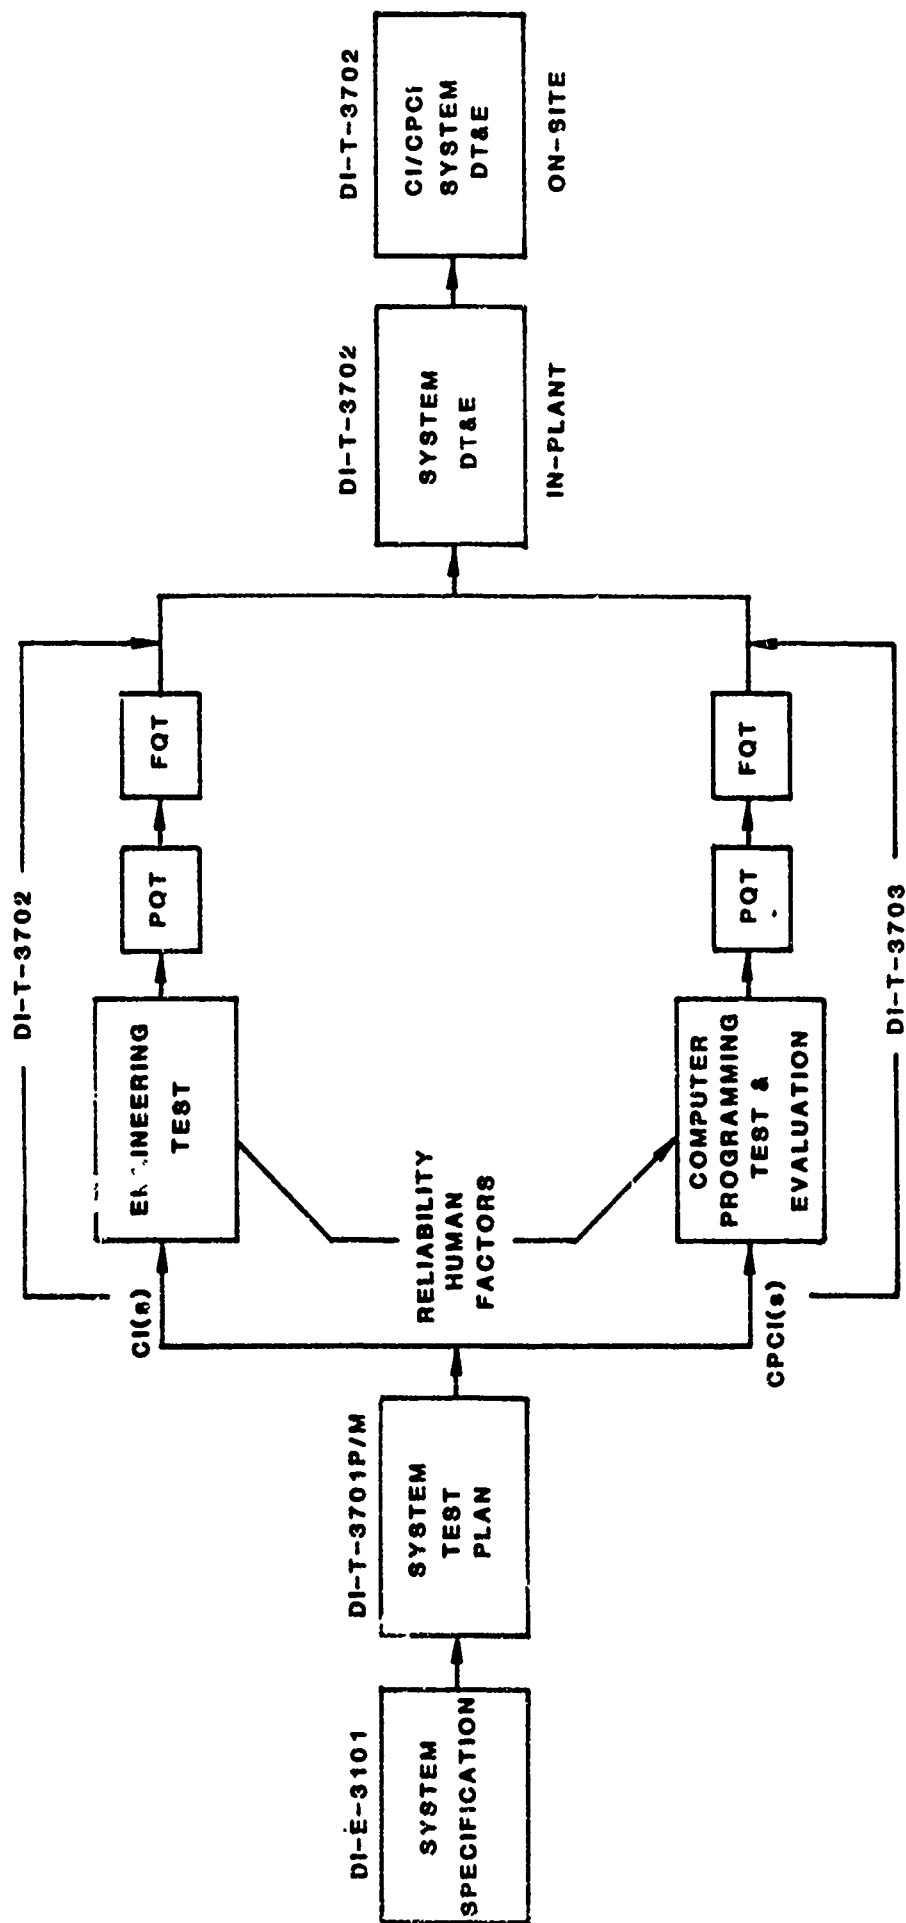 DI-E-3101
SYSTEM
SPECIFICATION
DI-T-3701P/M
SYSTEM
TEST
PLAN
DI-T-3702
CI(s)
TEST
PQT
FQT
RELIABILITY
HUMAN
FACTORS
CPCI(s)
COMPUTER
PROGRAMMING
TEST &
EVALUATION
PQT
FQT
DI-T-3703
DI-T-3702
SYSTEM
DT&E
IN-PLANT
DI-T-3702
CI/CPCI
SYSTEM
DT&E
ON-SITE